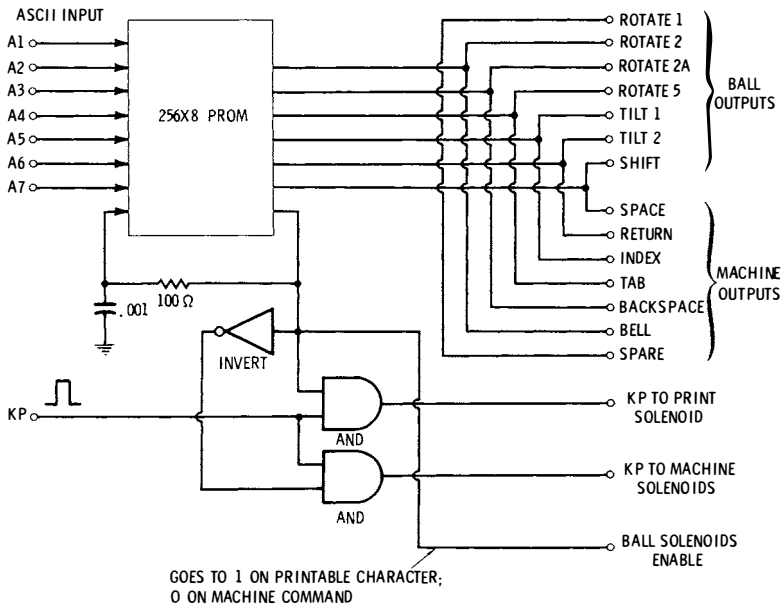 ASCII INPUT
A1
A2
A3
A4
A5
A6
A7
256X8 PROM
.001
100 Ω
INVERT
KP
AND
AND
ROTATE 1
ROTATE 2
ROTATE 2A
ROTATE 5
TILT 1
TILT 2
SHIFT
BALL
OUTPUTS
SPACE
RETURN
INDEX
TAB
BACKSPACE
BELL
SPARE
MACHINE
OUTPUTS
KP TO PRINT
SOLENOID
KP TO MACHINE
SOLENOIDS
BALL SOLENOIDS
ENABLE
GOES TO 1 ON PRINTABLE CHARACTER;
0 ON MACHINE COMMAND